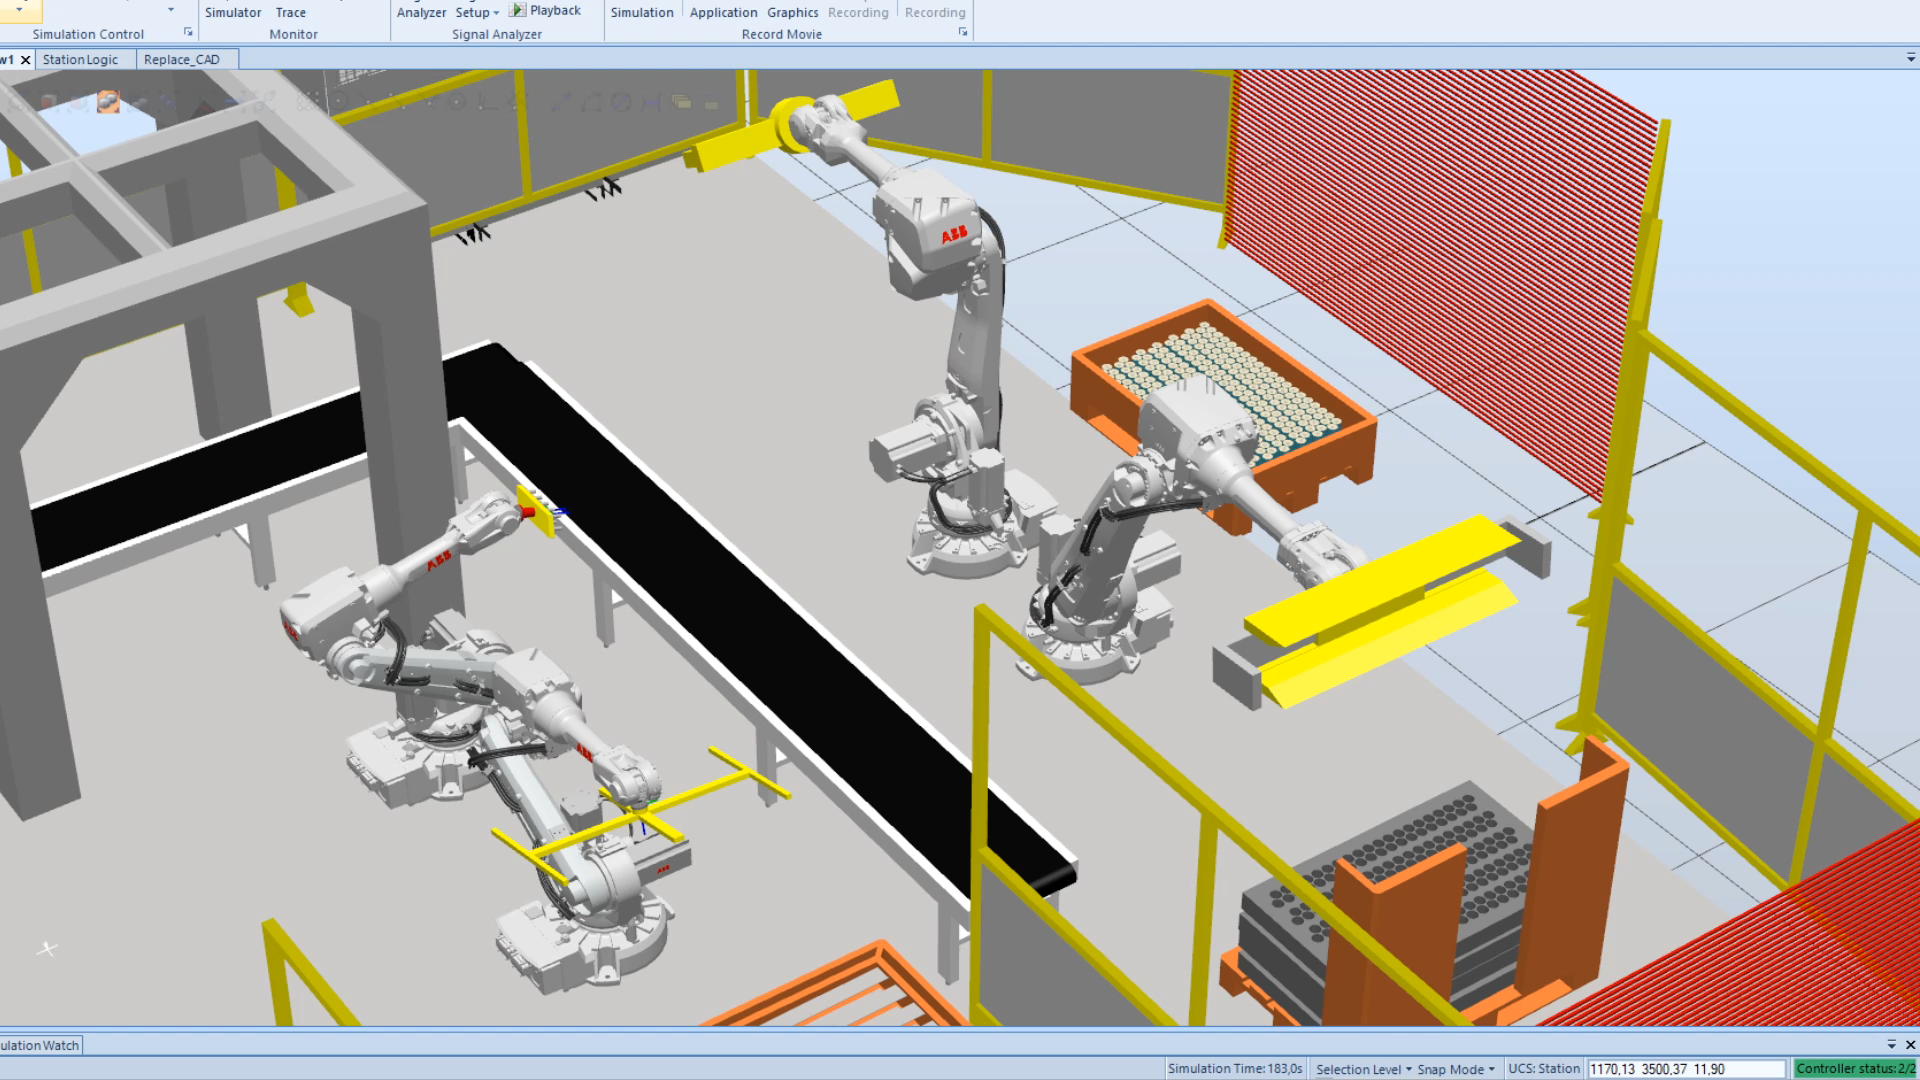 Simulator Trace Analyzer Setup Playback Simulation Application Graphics Recording Recording
Simulation Control Monitor Signal Analyzer Record Movie
w1 Station Logic Replace_CAD
ABB
ABB
ABB
ABB
ulation Watch
Simulation Time: 183,0s Selection Level Snap Mode UCS: Station 1170,13 3500,37 11,90 Controller status: 2/2